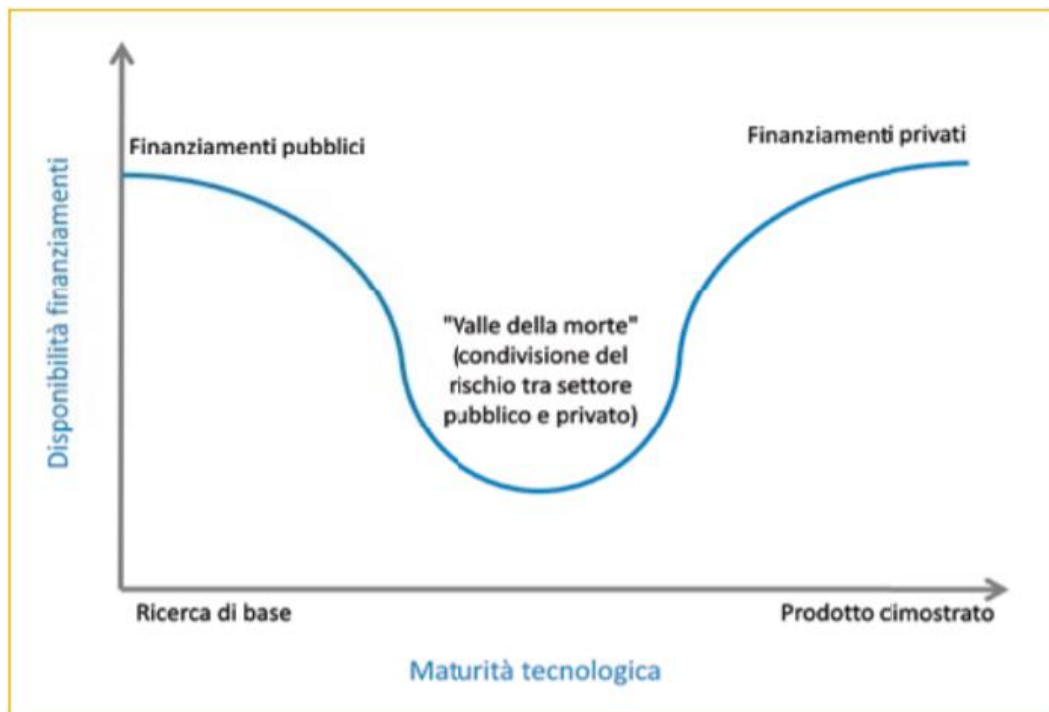 Finanziamenti pubblici
Finanziamenti privati
Disponibilità finanziamenti
"Valle della morte"
(condivisione del
rischio tra settore
pubblico e privato)
Ricerca di base
Prodotto cimostrato
Maturità tecnologica